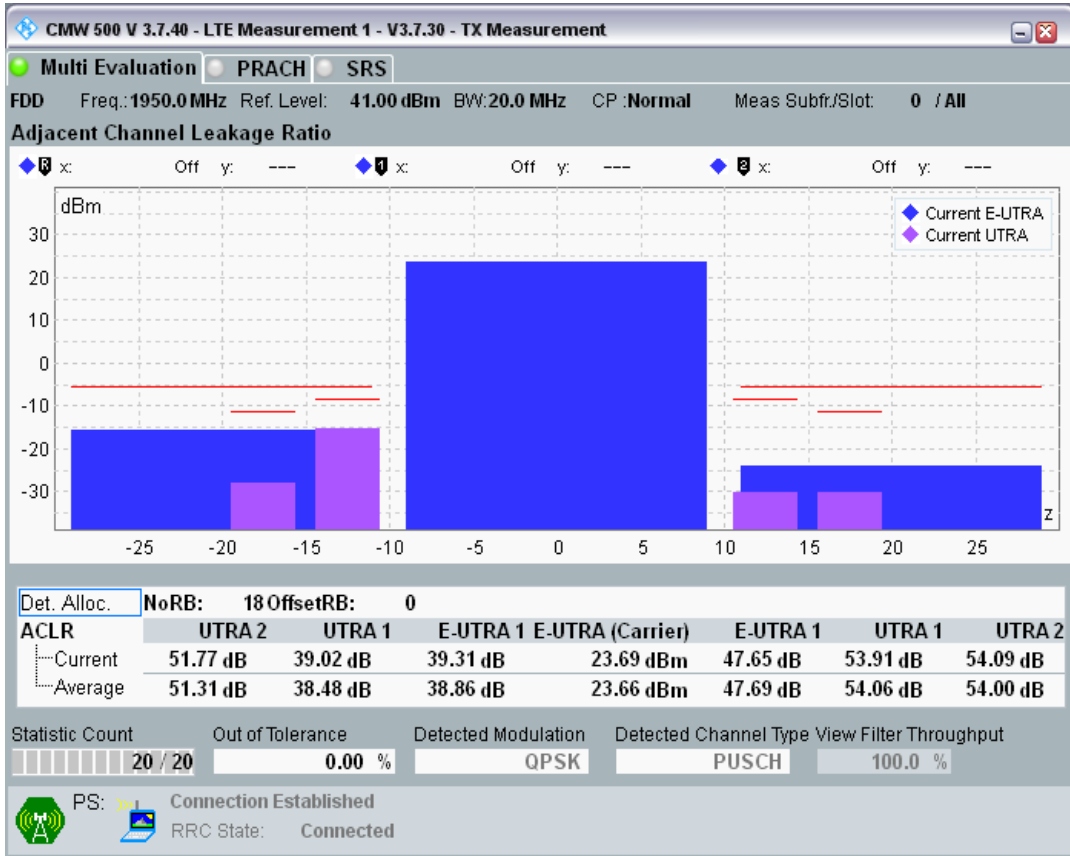 CMW 500 V 3.7.40 - LTE Measurement 1 - V3.7.30 - TX Measurement
Multi Evaluation PRACH SRS
FDD Freq.: 1950.0 MHz Ref. Level: 41.00 dBm BW: 20.0 MHz CP : Normal Meas Subfr./Slot: 0 / All
Adjacent Channel Leakage Ratio
R x: Off y: --- 1 x: Off y: --- 2 x: Off y: ---
dBm
Current E-UTRA
Current UTRA
30
20
10
0
-10
-20
-30
z
-25 -20 -15 -10 -5 0 5 10 15 20 25
Det. Alloc. NoRB: 18 OffsetRB: 0
ACLR UTRA 2 UTRA 1 E-UTRA 1 E-UTRA (Carrier) E-UTRA 1 UTRA 1 UTRA 2
Current 51.77 dB 39.02 dB 39.31 dB 23.69 dBm 47.65 dB 53.91 dB 54.09 dB
Average 51.31 dB 38.48 dB 38.86 dB 23.66 dBm 47.69 dB 54.06 dB 54.00 dB
Statistic Count Out of Tolerance Detected Modulation Detected Channel Type View Filter Throughput
20 / 20 0.00 % QPSK PUSCH 100.0 %
PS: Connection Established
RRC State: Connected